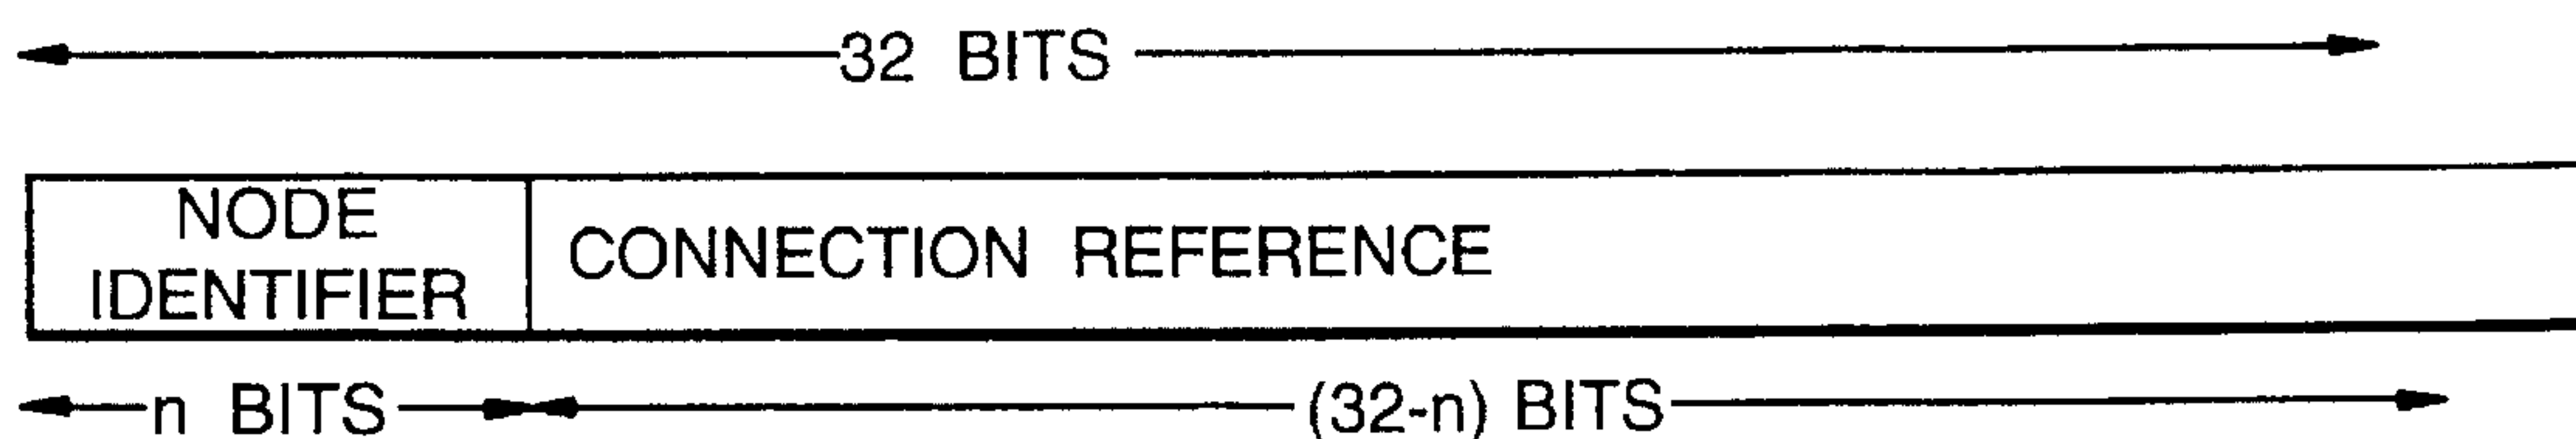 32 BITS
NODE
IDENTIFIER
CONNECTION REFERENCE
n BITS
(32-n) BITS